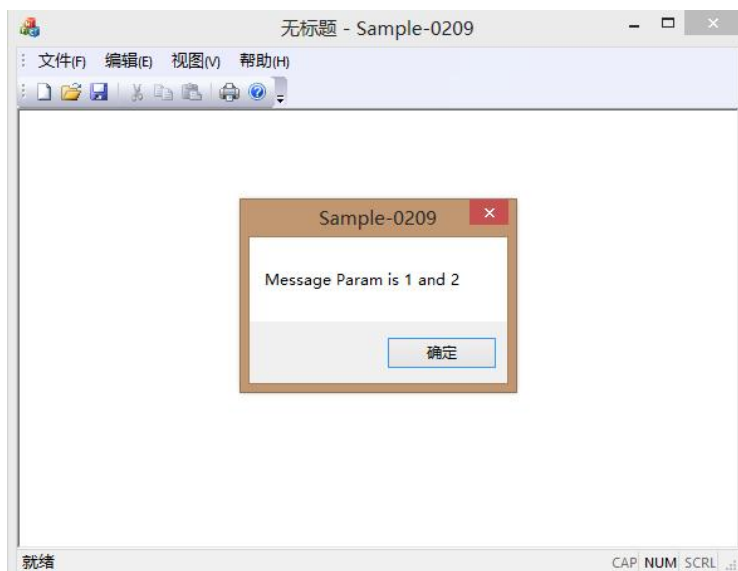 无标题 - Sample-0209
文件(F) 编辑(E) 视图(V) 帮助(H)
Sample-0209
Message Param is 1 and 2
确定
就绪 CAP NUM SCRL